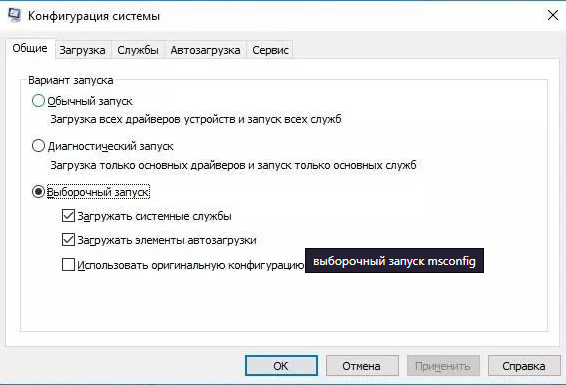 Конфигурация системы
Общие Загрузка Службы Автозагрузка Сервис
Вариант запуска
Обычный запуск
Загрузка всех драйверов устройств и запуск всех служб
Диагностический запуск
Загрузка только основных драйверов и запуск только основных служб
Выборочный запуск
Загружать системные службы
Загружать элементы автозагрузки
Использовать оригинальную конфигурацию
выборочный запуск msconfig
ОК Отмена Применить Справка